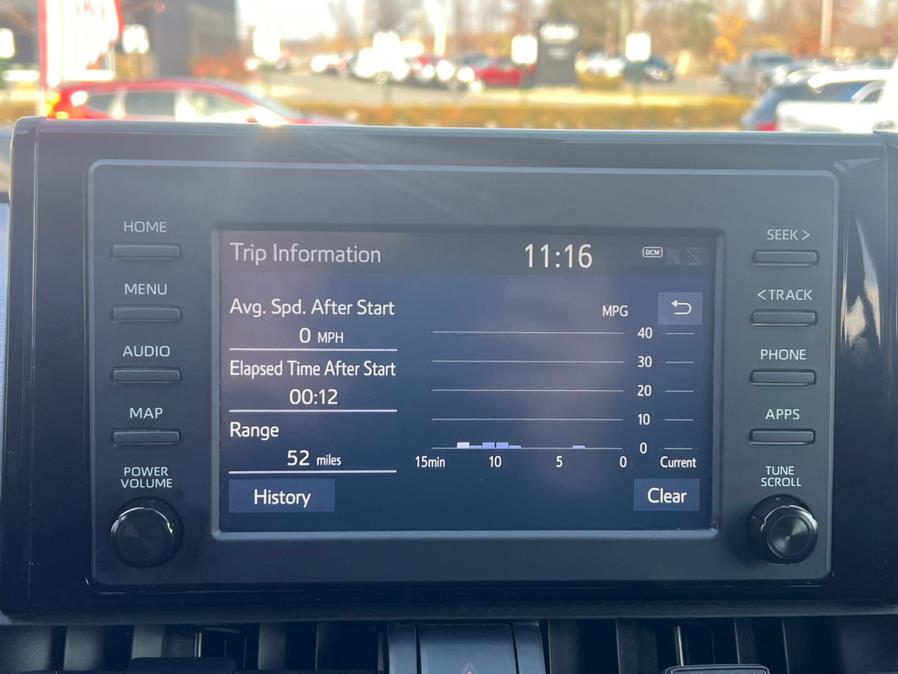 HOME
MENU
AUDIO
MAP
POWER
VOLUME
Trip Information
11:16
DCM
Avg. Spd. After Start
0 MPH
Elapsed Time After Start
00:12
Range
52 miles
History
MPG
40
30
20
10
0
15min 10 5 0 Current
Clear
SEEK >
< TRACK
PHONE
APPS
TUNE
SCROLL